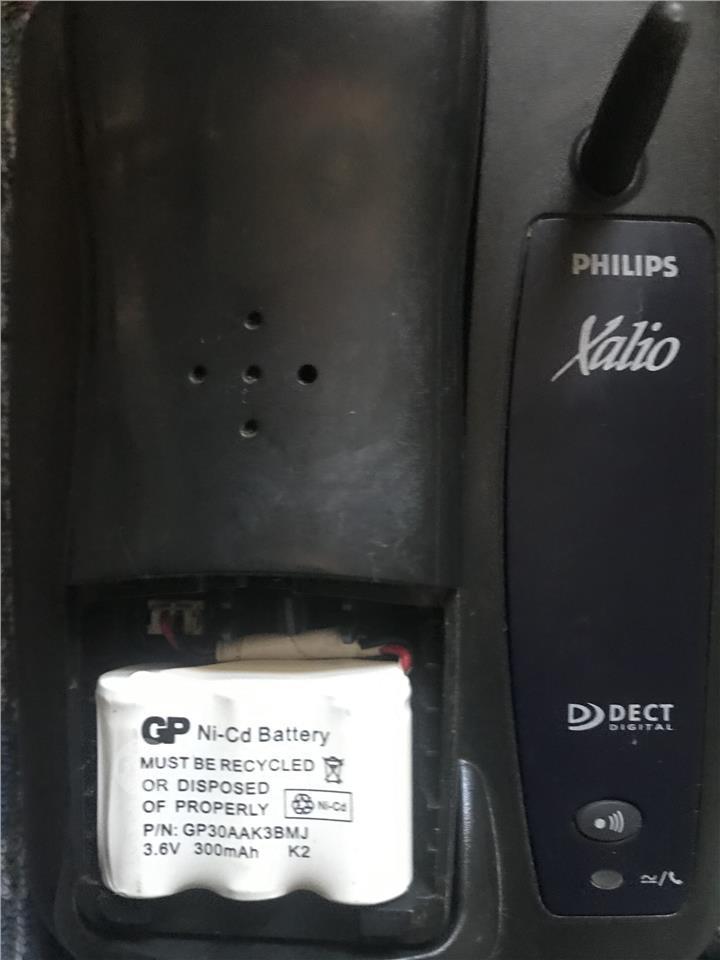 PHILIPS
Xalio
DECT
DIGITAL
GP Ni-Cd Battery
MUST BE RECYCLED
OR DISPOSED
OF PROPERLY
Ni-Cd
P/N: GP30AAK3BMJ
3.6V 300mAh K2